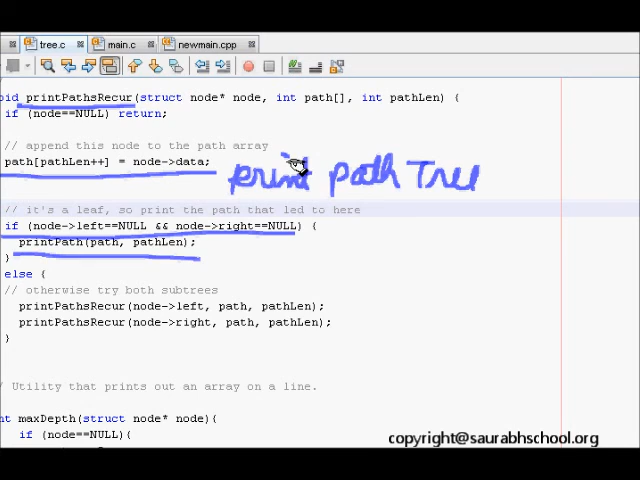 tree.c main.c newmain.cpp
oid printPathsRecur(struct node* node, int path[], int pathLen) {
if (node==NULL) return;
// append this node to the path array
path[pathLen++] = node->data;
print path Tree
// it's a leaf, so print the path that led to here
if (node->left==NULL && node->right==NULL) {
printPath(path, pathLen);
}
else {
// otherwise try both subtrees
printPathsRecur(node->left, path, pathLen);
printPathsRecur(node->right, path, pathLen);
}
/ Utility that prints out an array on a line.
nt maxDepth(struct node* node){
if (node==NULL){
copyright@saurabhschool.org